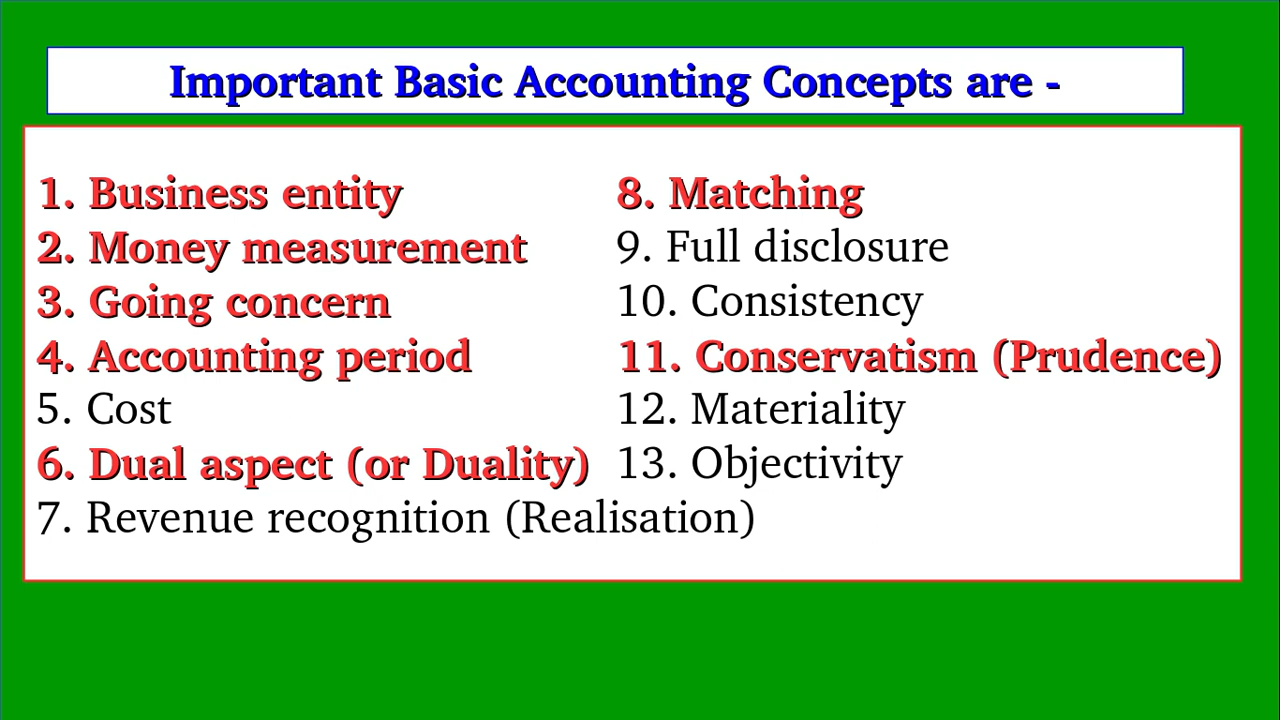 Important Basic Accounting Concepts are -
1. Business entity
2. Money measurement
3. Going concern
4. Accounting period
5. Cost
6. Dual aspect (or Duality)
7. Revenue recognition (Realisation)
8. Matching
9. Full disclosure
10. Consistency
11. Conservatism (Prudence)
12. Materiality
13. Objectivity